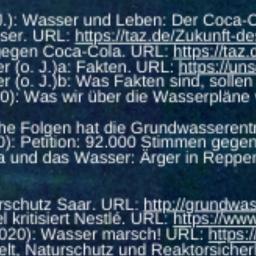 J.): Wasser und Leben: Der Coca-C
ser. URL: https://taz.de/Zukunft-de
gegen Coca-Cola. URL: https://taz.d
er (o. J.)a: Fakten. URL: https://uns
er (o. J.)b: Was Fakten sind, sollen
0): Was wir über die Wasserpläne
he Folgen hat die Grundwasserentn
0): Petition: 92.000 Stimmen gegen
a und das Wasser: Ärger in Reppen
rschutz Saar. URL: http://grundwas
el kritisiert Nestlé. URL: https://www
2020): Wasser marsch! URL: https:/
elt, Naturschutz und Reaktorsicher